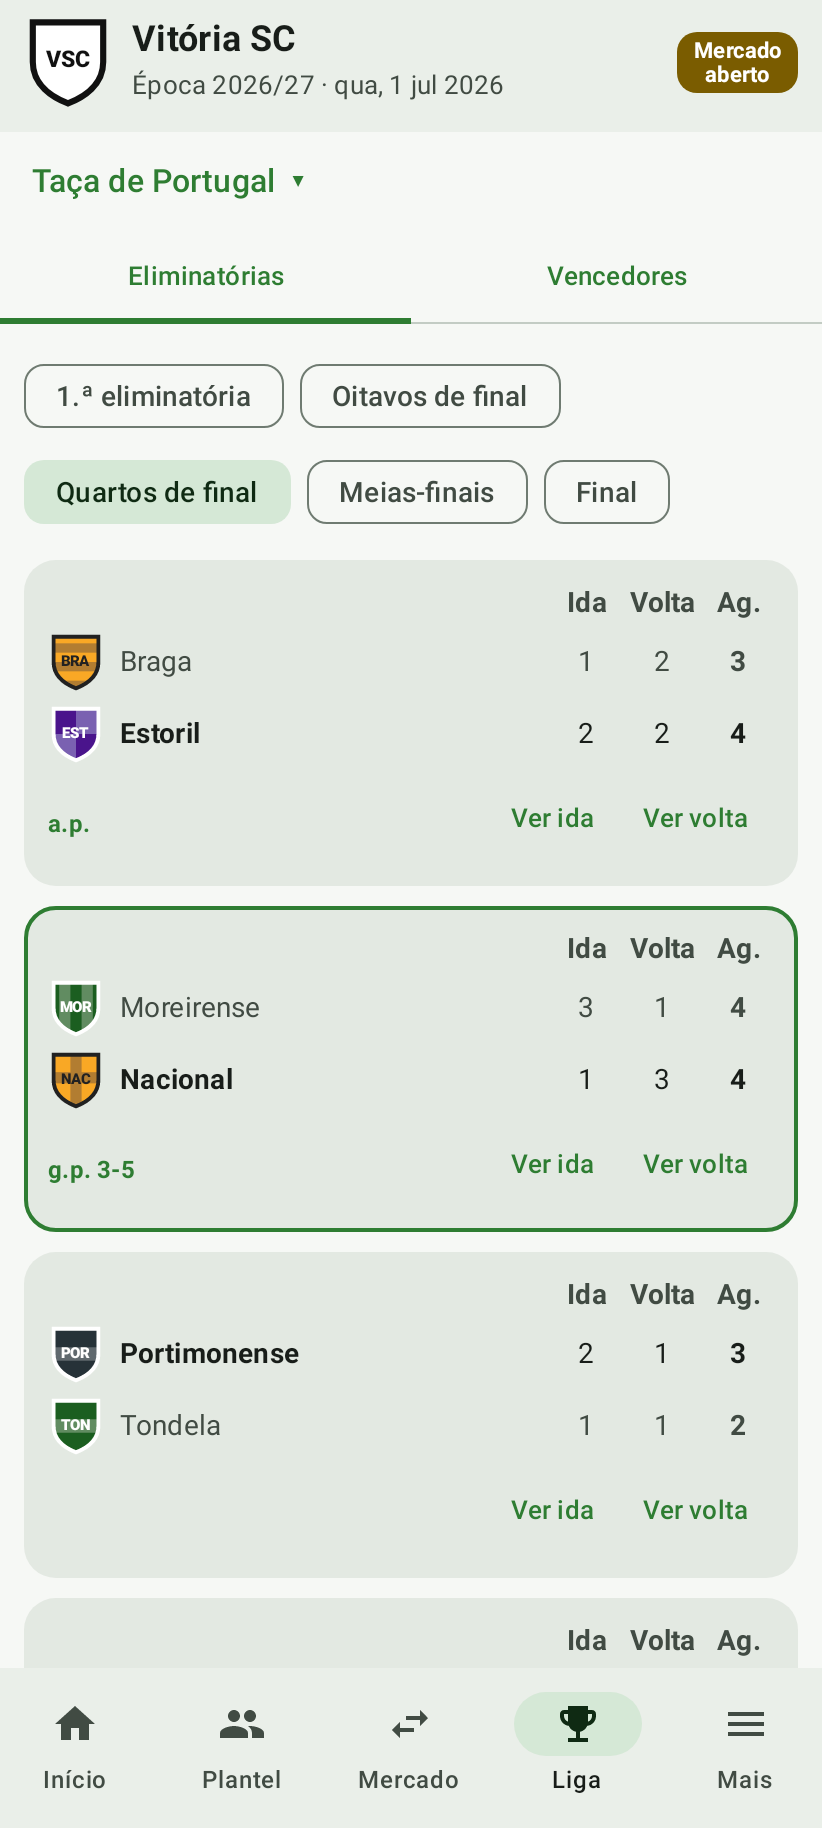 VSC
Vitória SC
Época 2026/27 · qua, 1 jul 2026
Mercado
aberto
Taça de Portugal ▼
Eliminatórias Vencedores
1.ª eliminatória Oitavos de final
Quartos de final Meias-finais Final
Ida Volta Ag.
BRA Braga 1 2 3
EST Estoril 2 2 4
a.p. Ver ida Ver volta
Ida Volta Ag.
MOR Moreirense 3 1 4
NAC Nacional 1 3 4
g.p. 3-5 Ver ida Ver volta
Ida Volta Ag.
POR Portimonense 2 1 3
TON Tondela 1 1 2
Ver ida Ver volta
Ida Volta Ag.
Início Plantel Mercado Liga Mais